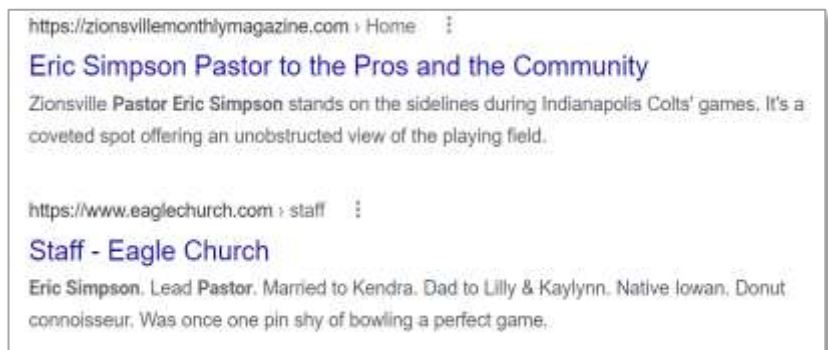 https://zionsvillemonthlymagazine.com › Home
Eric Simpson Pastor to the Pros and the Community
Zionsville Pastor Eric Simpson stands on the sidelines during Indianapolis Colts' games. It's a
coveted spot offering an unobstructed view of the playing field.
https://www.eaglechurch.com › staff
Staff - Eagle Church
Eric Simpson. Lead Pastor. Married to Kendra. Dad to Lilly & Kaylynn. Native Iowan. Donut
connoisseur. Was once one pin shy of bowling a perfect game.